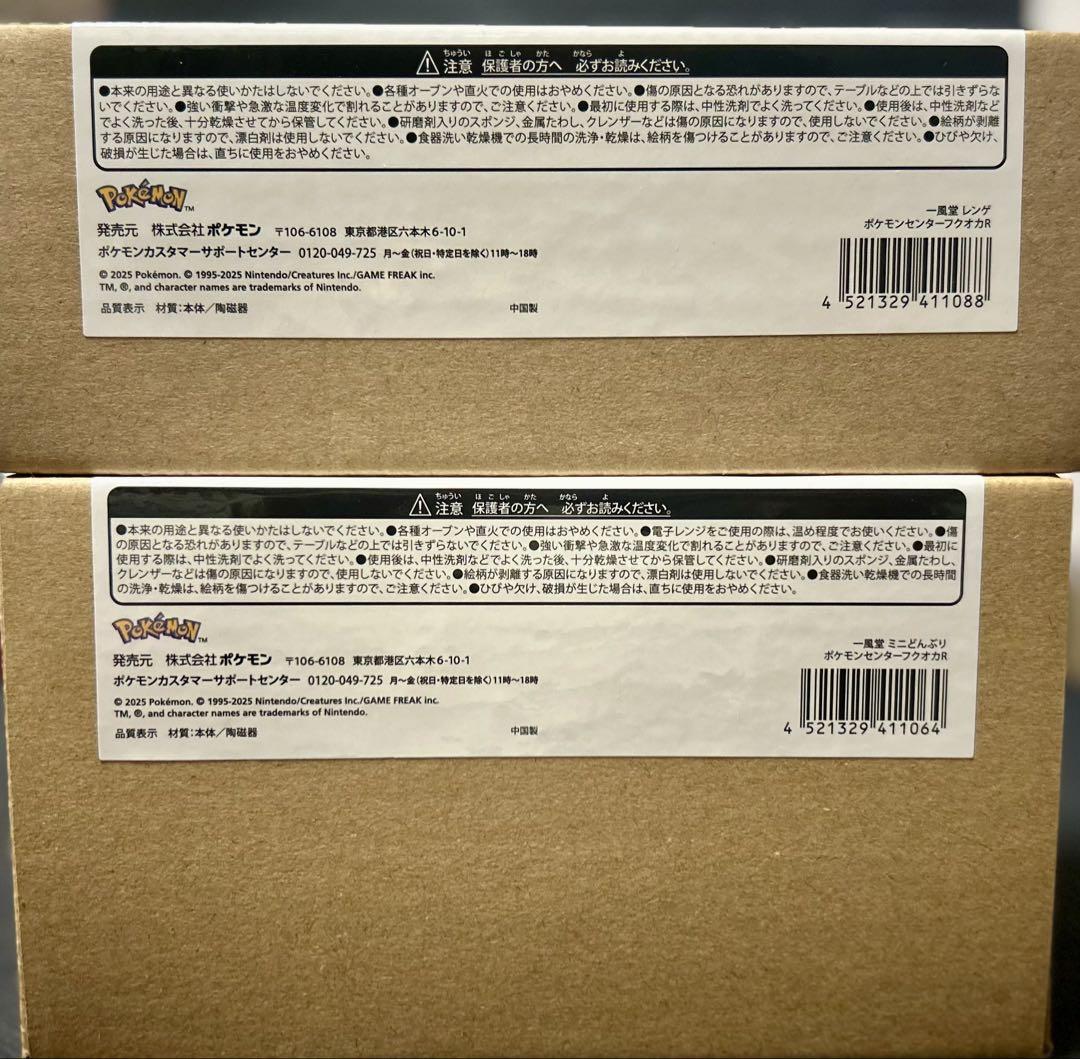 注意 保護者の方へ 必ずお読みください。
●本来の用途と異なる使いかたはしないでください。●各種オーブンや直火での使用はおやめください。●傷の原因となる恐れがありますので、テーブルなどの上では引きずらな
いでください。●強い衝撃や急激な温度変化で割れることがありますので、ご注意ください。●最初に使用する際は、中性洗剤でよく洗ってください。●使用後は、中性洗剤など
でよく洗った後、十分乾燥させてから保管してください。●研磨剤入りのスポンジ、金属たわし、クレンザーなどは傷の原因になりますので、使用しないでください。●絵柄が剥離
する原因になりますので、漂白剤は使用しないでください。●食器洗い乾燥機での長時間の洗浄・乾燥は、絵柄を傷つけることがありますので、ご注意ください。●ひびや欠け、
破損が生じた場合は、直ちに使用をおやめください。
POKéMON™
発売元 株式会社ポケモン 〒106-6108 東京都港区六本木6-10-1
ポケモンカスタマーサポートセンター 0120-049-725 月～金(祝日・特定日を除く)11時～18時
© 2025 Pokémon. © 1995-2025 Nintendo/Creatures Inc./GAME FREAK inc.
TM, ®, and character names are trademarks of Nintendo.
品質表示 材質：本体／陶磁器
中国製
一風堂 レンゲ
ポケモンセンターフクオカR
4 521329 411088
注意 保護者の方へ 必ずお読みください。
●本来の用途と異なる使いかたはしないでください。●各種オーブンや直火での使用はおやめください。●電子レンジをご使用の際は、温め程度でお使いください。●傷
の原因となる恐れがありますので、テーブルなどの上では引きずらないでください。●強い衝撃や急激な温度変化で割れることがありますので、ご注意ください。●最初に
使用する際は、中性洗剤でよく洗ってください。●使用後は、中性洗剤などでよく洗った後、十分乾燥させてから保管してください。●研磨剤入りのスポンジ、金属たわし、
クレンザーなどは傷の原因になりますので、使用しないでください。●絵柄が剥離する原因になりますので、漂白剤は使用しないでください。●食器洗い乾燥機での長時間
の洗浄・乾燥は、絵柄を傷つけることがありますので、ご注意ください。●ひびや欠け、破損が生じた場合は、直ちに使用をおやめください。
POKéMON™
発売元 株式会社ポケモン 〒106-6108 東京都港区六本木6-10-1
ポケモンカスタマーサポートセンター 0120-049-725 月～金(祝日・特定日を除く)11時～18時
© 2025 Pokémon. © 1995-2025 Nintendo/Creatures Inc./GAME FREAK inc.
TM, ®, and character names are trademarks of Nintendo.
品質表示 材質：本体／陶磁器
中国製
一風堂 ミニどんぶり
ポケモンセンターフクオカR
4 521329 411064